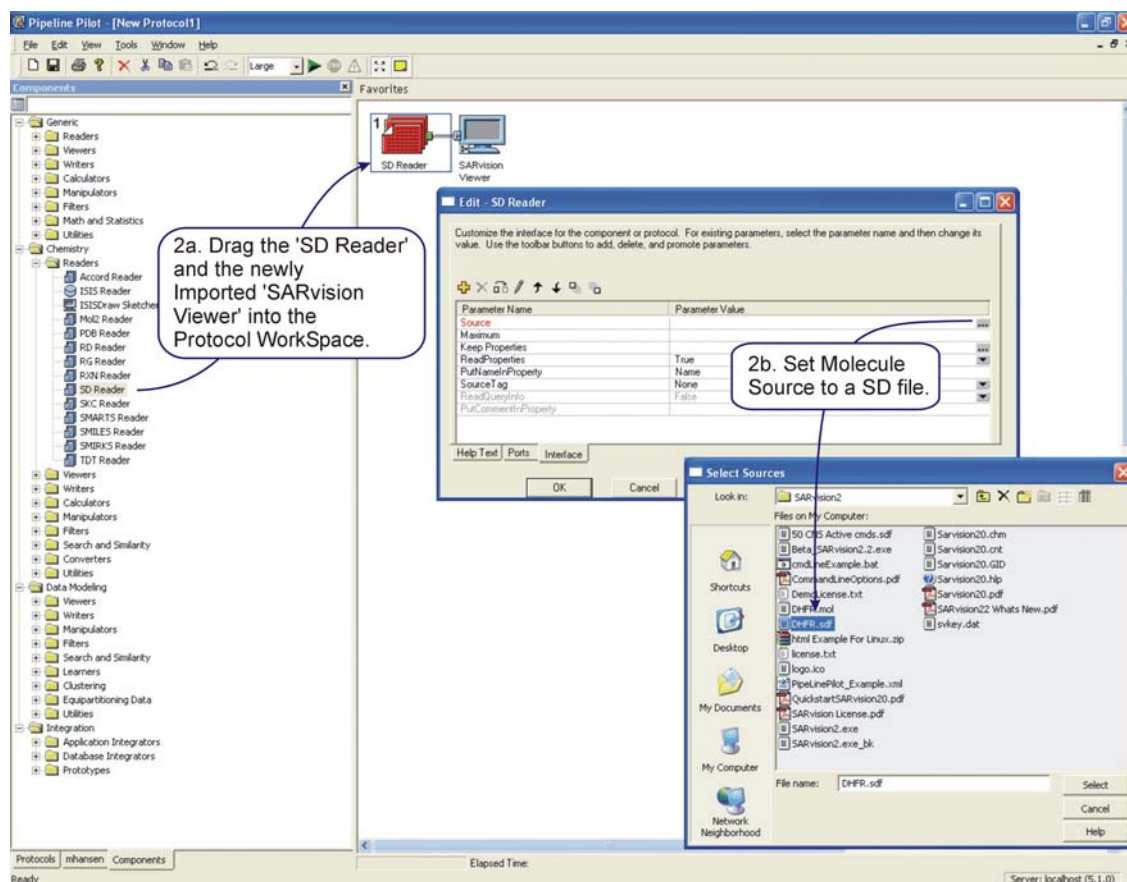 Pipeline Pilot - [New Protocol1]
File Edit View Tools Window Help
Large
Components
Favorites
Generic
Readers
Viewers
Writers
Calculators
Manipulators
Filters
Math and Statistics
Utilities
Chemistry
Readers
Accord Reader
ISIS Reader
ISISDraw Sketcher
Mol2 Reader
PDB Reader
RD Reader
RG Reader
RXN Reader
SD Reader
SKC Reader
SMARTS Reader
SMILES Reader
SMIRKS Reader
TDT Reader
Viewers
Writers
Calculators
Manipulators
Filters
Search and Similarity
Converters
Utilities
Data Modeling
Viewers
Writers
Manipulators
Filters
Search and Similarity
Learners
Clustering
Equipartitioning Data
Utilities
Integration
Application Integrators
Database Integrators
Prototypes
Protocols mhansen Components
Ready
1
SD Reader
SARvision
Viewer
2a. Drag the 'SD Reader'
and the newly
Imported 'SARvision
Viewer' into the
Protocol WorkSpace.
Edit - SD Reader
Customize the interface for the component or protocol. For existing parameters, select the parameter name and then change its
value. Use the toolbar buttons to add, delete, and promote parameters.
Parameter Name Parameter Value
Source
Maximum
Keep Properties
ReadProperties True
PutNameInProperty Name
SourceTag None
ReadQueryInfo False
PutCommentInProperty
2b. Set Molecule
Source to a SD file.
Help Text Ports Interface
OK Cancel
Select Sources
Look in: SARvision2
Files on My Computer:
Shortcuts
Desktop
My Documents
My Computer
Network
Neighborhood
50 CNS Active cmds.sdf
Beta_SARvision2.2.exe
cmdLineExample.bat
CommandLineOptions.pdf
DemoLicense.txt
DHFR.mol
DHFR.sdf
html Example For Linux.zip
license.txt
logo.ico
PipeLinePilot_Example.xml
QuickstartSARvision20.pdf
SARvision License.pdf
SARvision2.exe
SARvision2.exe_bk
Sarvision20.chm
Sarvision20.cnt
Sarvision20.GID
Sarvision20.hlp
Sarvision20.pdf
SARvision22 Whats New.pdf
svkey.dat
File name: DHFR.sdf
Select
Cancel
Help
Elapsed Time:
Server: localhost (5.1.0)